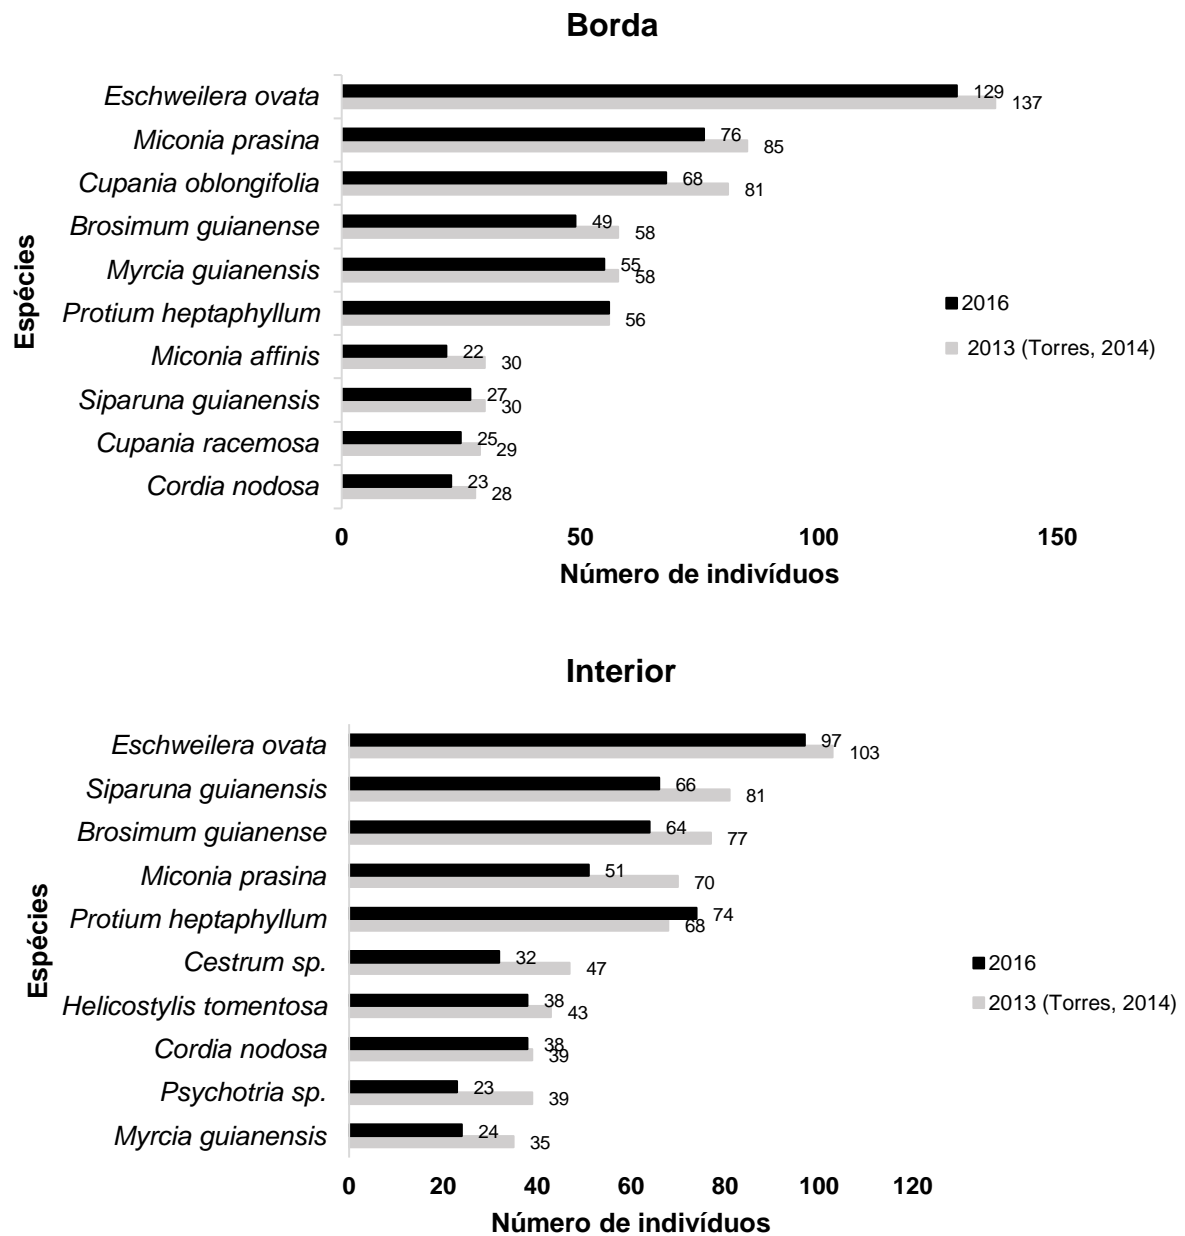 Borda
Espécies
Eschweilera ovata
129
137
Miconia prasina
76
85
Cupania oblongifolia
68
81
Brosimum guianense
49
58
Myrcia guianensis
55
58
Protium heptaphyllum
56
Miconia affinis
22
30
Siparuna guianensis
27
30
Cupania racemosa
25
29
Cordia nodosa
23
28
2016
2013 (Torres, 2014)
0 50 100 150
Número de indivíduos
Interior
Espécies
Eschweilera ovata
97
103
Siparuna guianensis
66
81
Brosimum guianense
64
77
Miconia prasina
51
70
Protium heptaphyllum
74
68
Cestrum sp.
32
47
Helicostylis tomentosa
38
43
Cordia nodosa
38
39
Psychotria sp.
23
39
Myrcia guianensis
24
35
2016
2013 (Torres, 2014)
0 20 40 60 80 100 120
Número de indivíduos